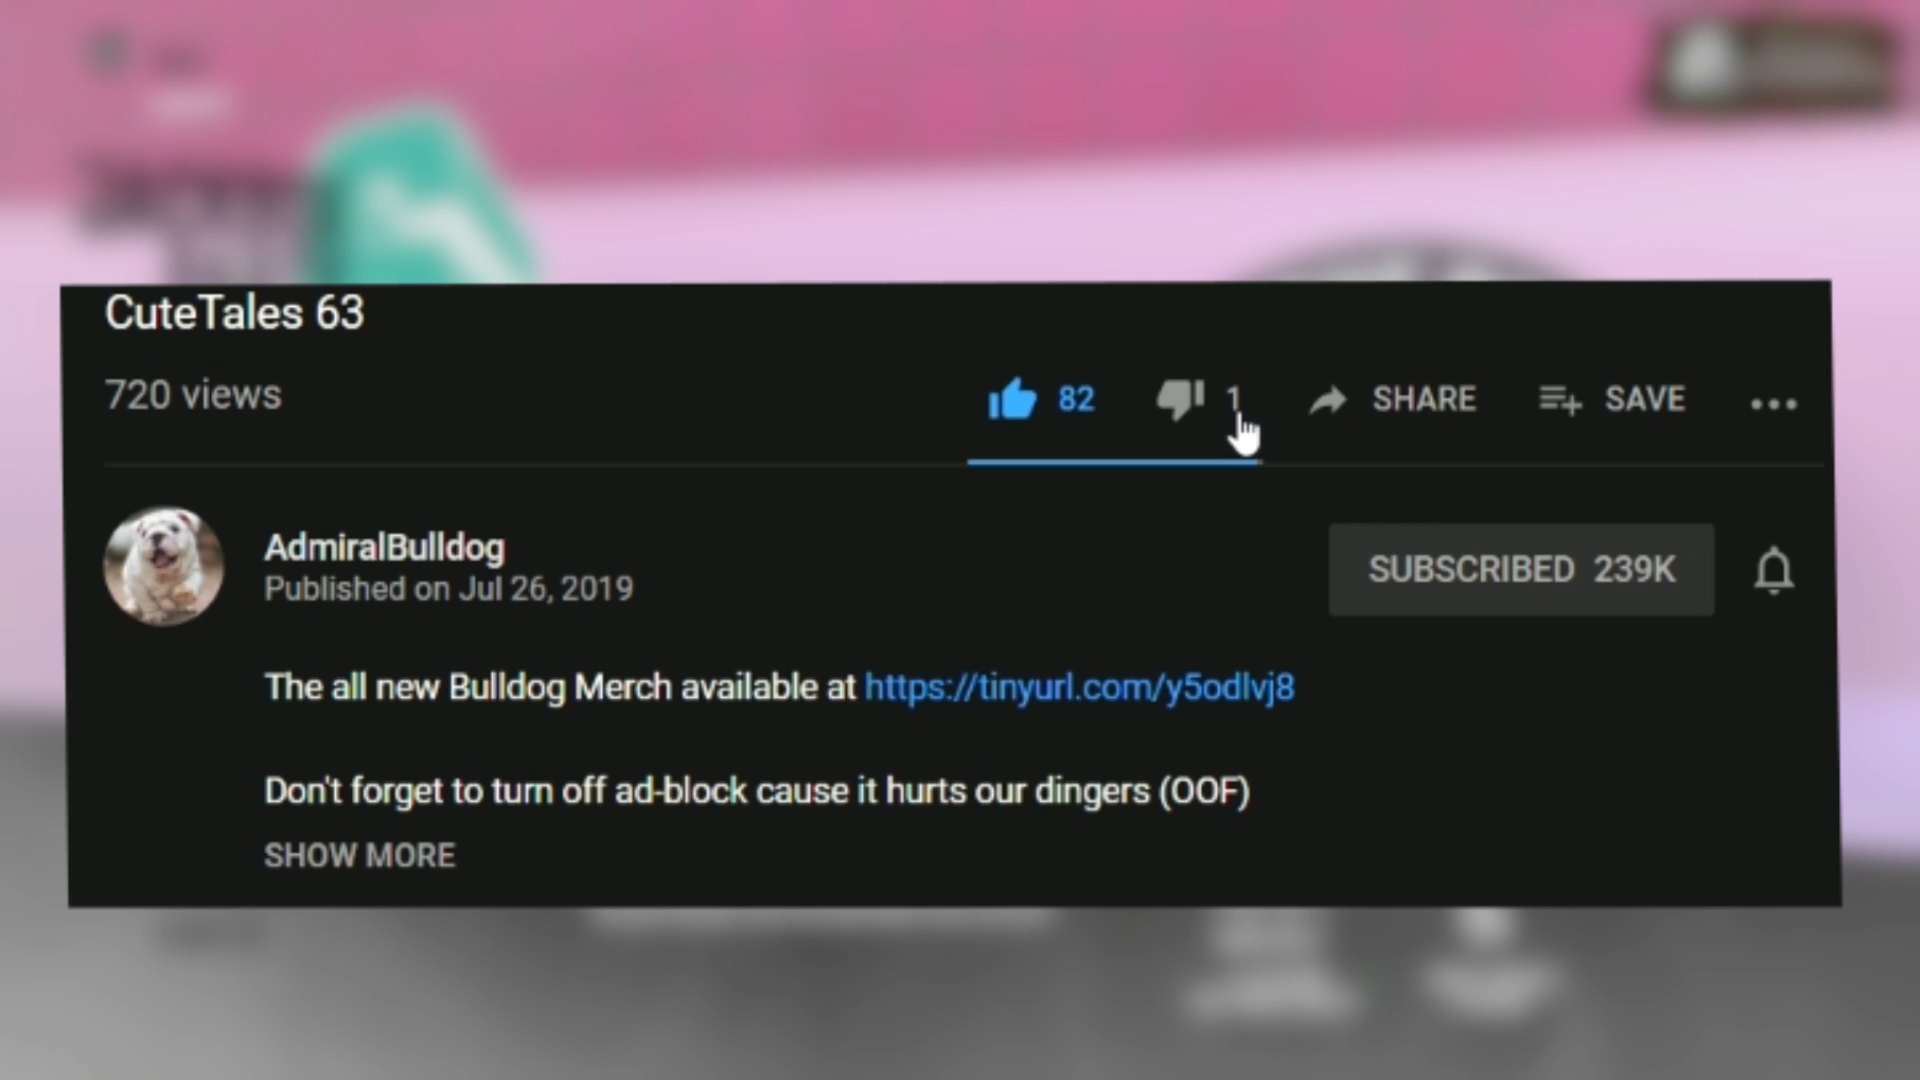 CuteTales 63
720 views
82
1
SHARE
SAVE
AdmiralBulldog
Published on Jul 26, 2019
SUBSCRIBED 239K
The all new Bulldog Merch available at https://tinyurl.com/y5odlvj8
Don't forget to turn off ad-block cause it hurts our dingers (OOF)
SHOW MORE